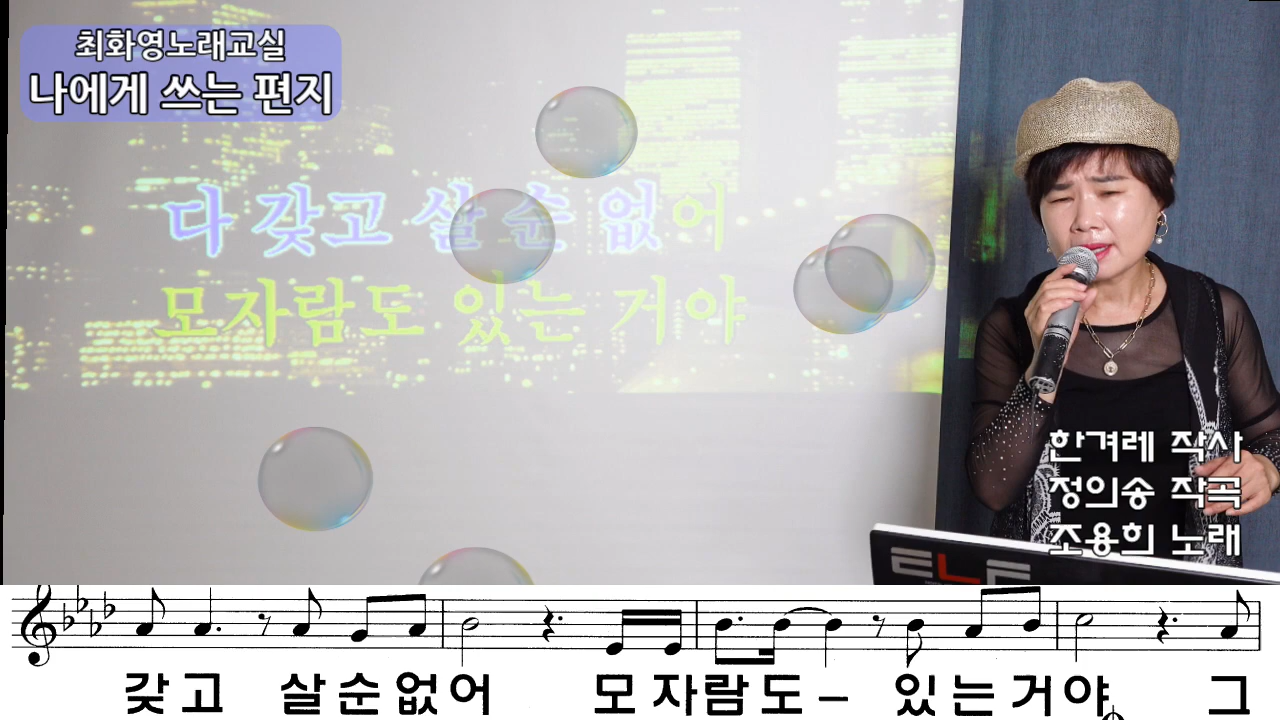 최화영노래교실
나에게 쓰는 편지
다 갖고 살 순 없어
모자람도 있는 거야
한겨레 작사
정의송 작곡
조용희 노래
갖고 살순없어 모자람도– 있는거야 그